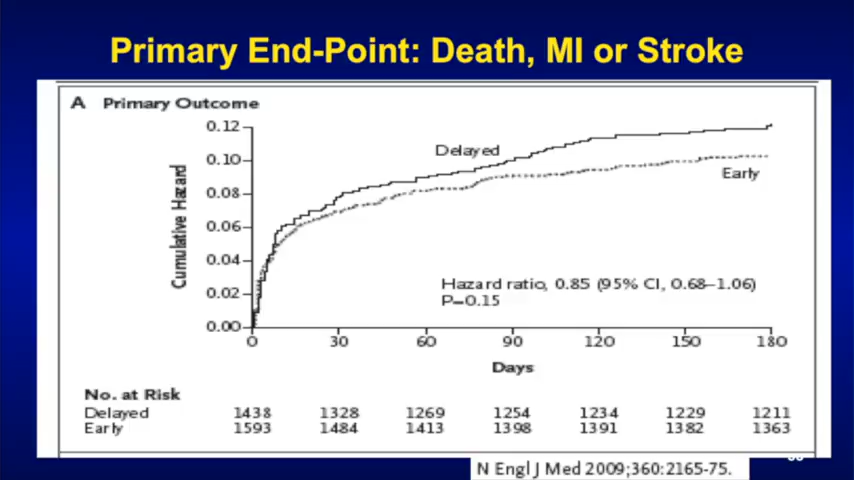 Primary End-Point: Death, MI or Stroke
A Primary Outcome
0.12
0.10
0.08
0.06
0.04
0.02
0.00
Cumulative Hazard
Delayed
Early
Hazard ratio, 0.85 (95% CI, 0.68–1.06)
P=0.15
0 30 60 90 120 150 180
Days
No. at Risk
Delayed 1438 1328 1269 1254 1234 1229 1211
Early 1593 1484 1413 1398 1391 1382 1363
N Engl J Med 2009;360:2165-75.